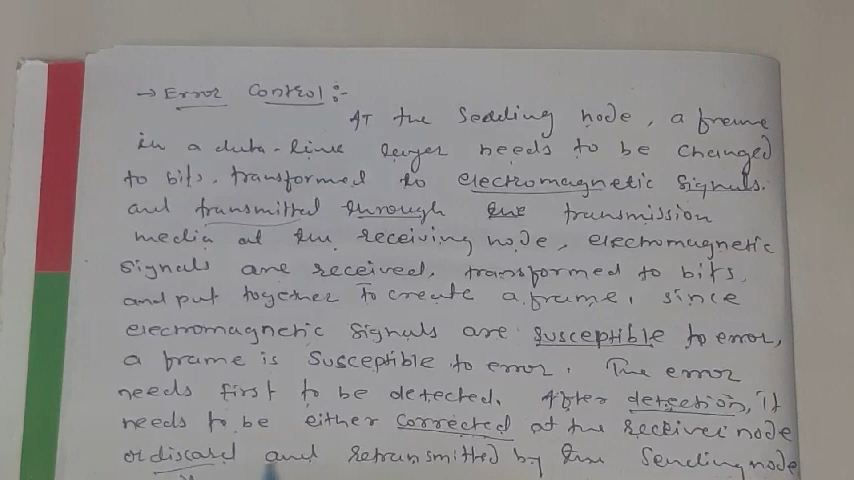 → Error Control :-
AT the Sedding node, a frame
in a data-link layer needs to be changed
to bits, transformed to electromagnetic signals.
and transmitted through the transmission
media at the receiving node, electromagnetic
signals are received, transformed to bits,
and put together to create a frame. since
electromagnetic signals are susceptible to error,
a frame is susceptible to error. The error
needs first to be detected. After detection, it
needs to be either corrected at the receiver node
or discard and retransmitted by the sending node